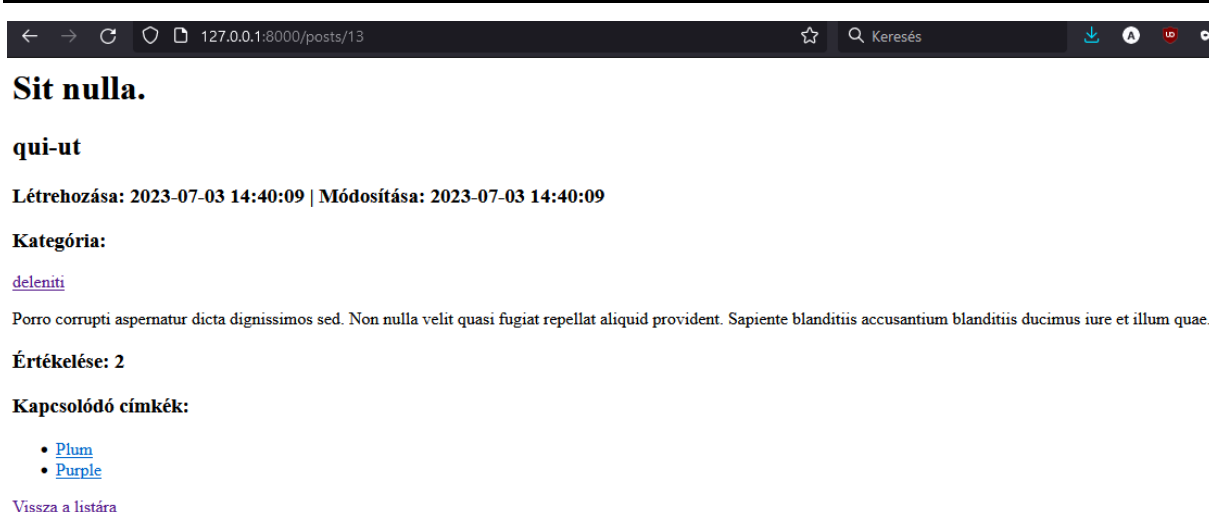 127.0.0.1:8000/posts/13 Keresés
Sit nulla.
qui-ut
Létrehozása: 2023-07-03 14:40:09 | Módosítása: 2023-07-03 14:40:09
Kategória:
deleniti
Porro corrupti aspernatur dicta dignissimos sed. Non nulla velit quasi fugiat repellat aliquid provident. Sapiente blanditiis accusantium blanditiis ducimus iure et illum quae.
Értékelése: 2
Kapcsolódó címkék:
• Plum
• Purple
Vissza a listára